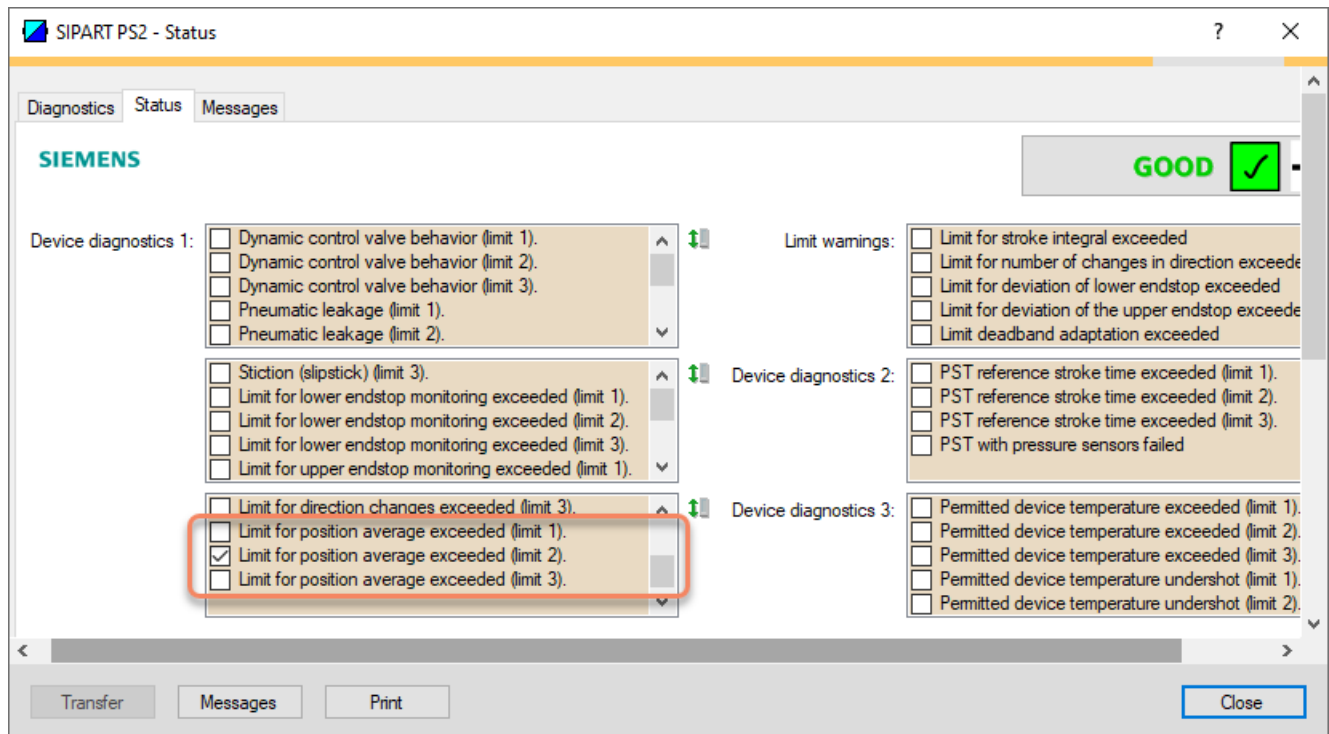 SIPART PS2 - Status
?
Diagnostics Status Messages
SIEMENS
GOOD
Device diagnostics 1:
Dynamic control valve behavior (limit 1).
Dynamic control valve behavior (limit 2).
Dynamic control valve behavior (limit 3).
Pneumatic leakage (limit 1).
Pneumatic leakage (limit 2).
Limit warnings:
Limit for stroke integral exceeded
Limit for number of changes in direction exceede
Limit for deviation of lower endstop exceeded
Limit for deviation of the upper endstop exceede
Limit deadband adaptation exceeded
Stiction (slipstick) (limit 3).
Limit for lower endstop monitoring exceeded (limit 1).
Limit for lower endstop monitoring exceeded (limit 2).
Limit for lower endstop monitoring exceeded (limit 3).
Limit for upper endstop monitoring exceeded (limit 1).
Device diagnostics 2:
PST reference stroke time exceeded (limit 1).
PST reference stroke time exceeded (limit 2).
PST reference stroke time exceeded (limit 3).
PST with pressure sensors failed
Limit for direction changes exceeded (limit 3).
Limit for position average exceeded (limit 1).
Limit for position average exceeded (limit 2).
Limit for position average exceeded (limit 3).
Device diagnostics 3:
Permitted device temperature exceeded (limit 1).
Permitted device temperature exceeded (limit 2).
Permitted device temperature exceeded (limit 3).
Permitted device temperature undershot (limit 1).
Permitted device temperature undershot (limit 2).
Transfer Messages Print Close